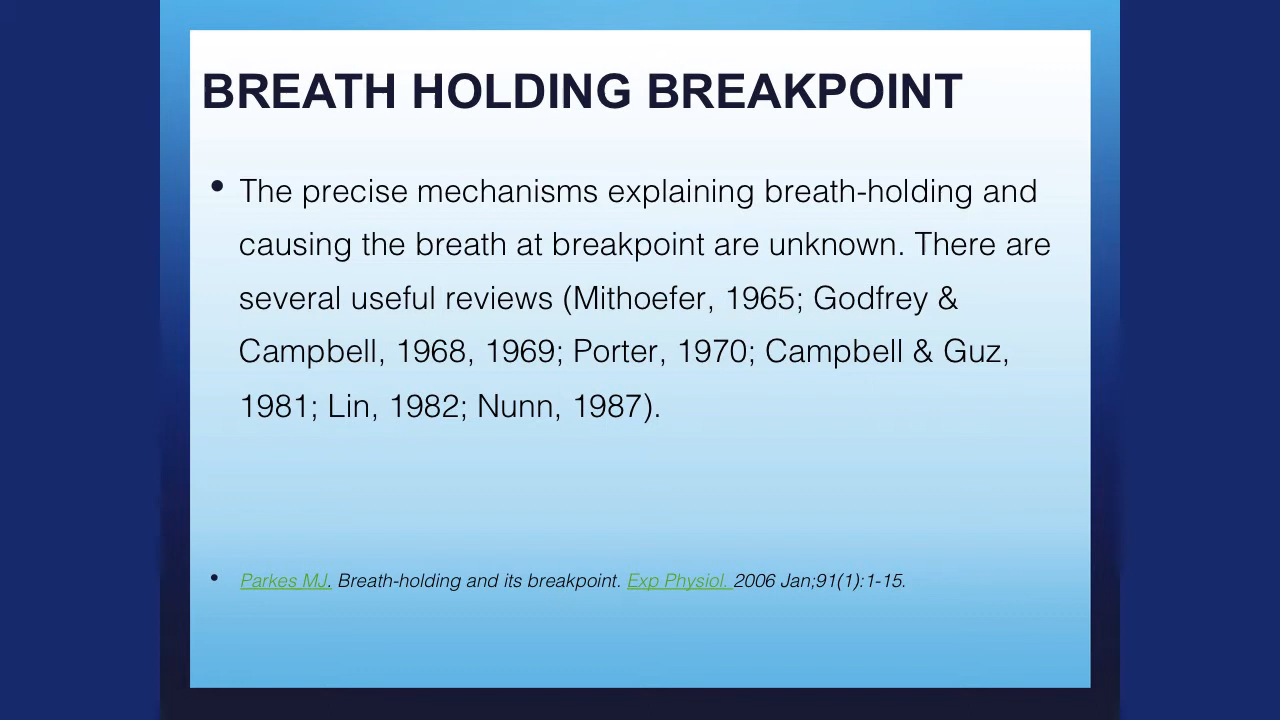 BREATH HOLDING BREAKPOINT
• The precise mechanisms explaining breath-holding and
causing the breath at breakpoint are unknown. There are
several useful reviews (Mithoefer, 1965; Godfrey &
Campbell, 1968, 1969; Porter, 1970; Campbell & Guz,
1981; Lin, 1982; Nunn, 1987).
• Parkes MJ. Breath-holding and its breakpoint. Exp Physiol. 2006 Jan;91(1):1-15.